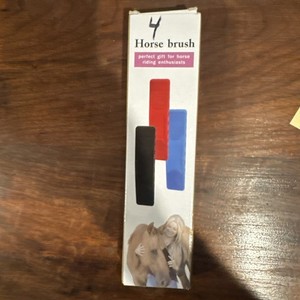 4
Horse brush
perfect gift for horse
riding enthusiasts